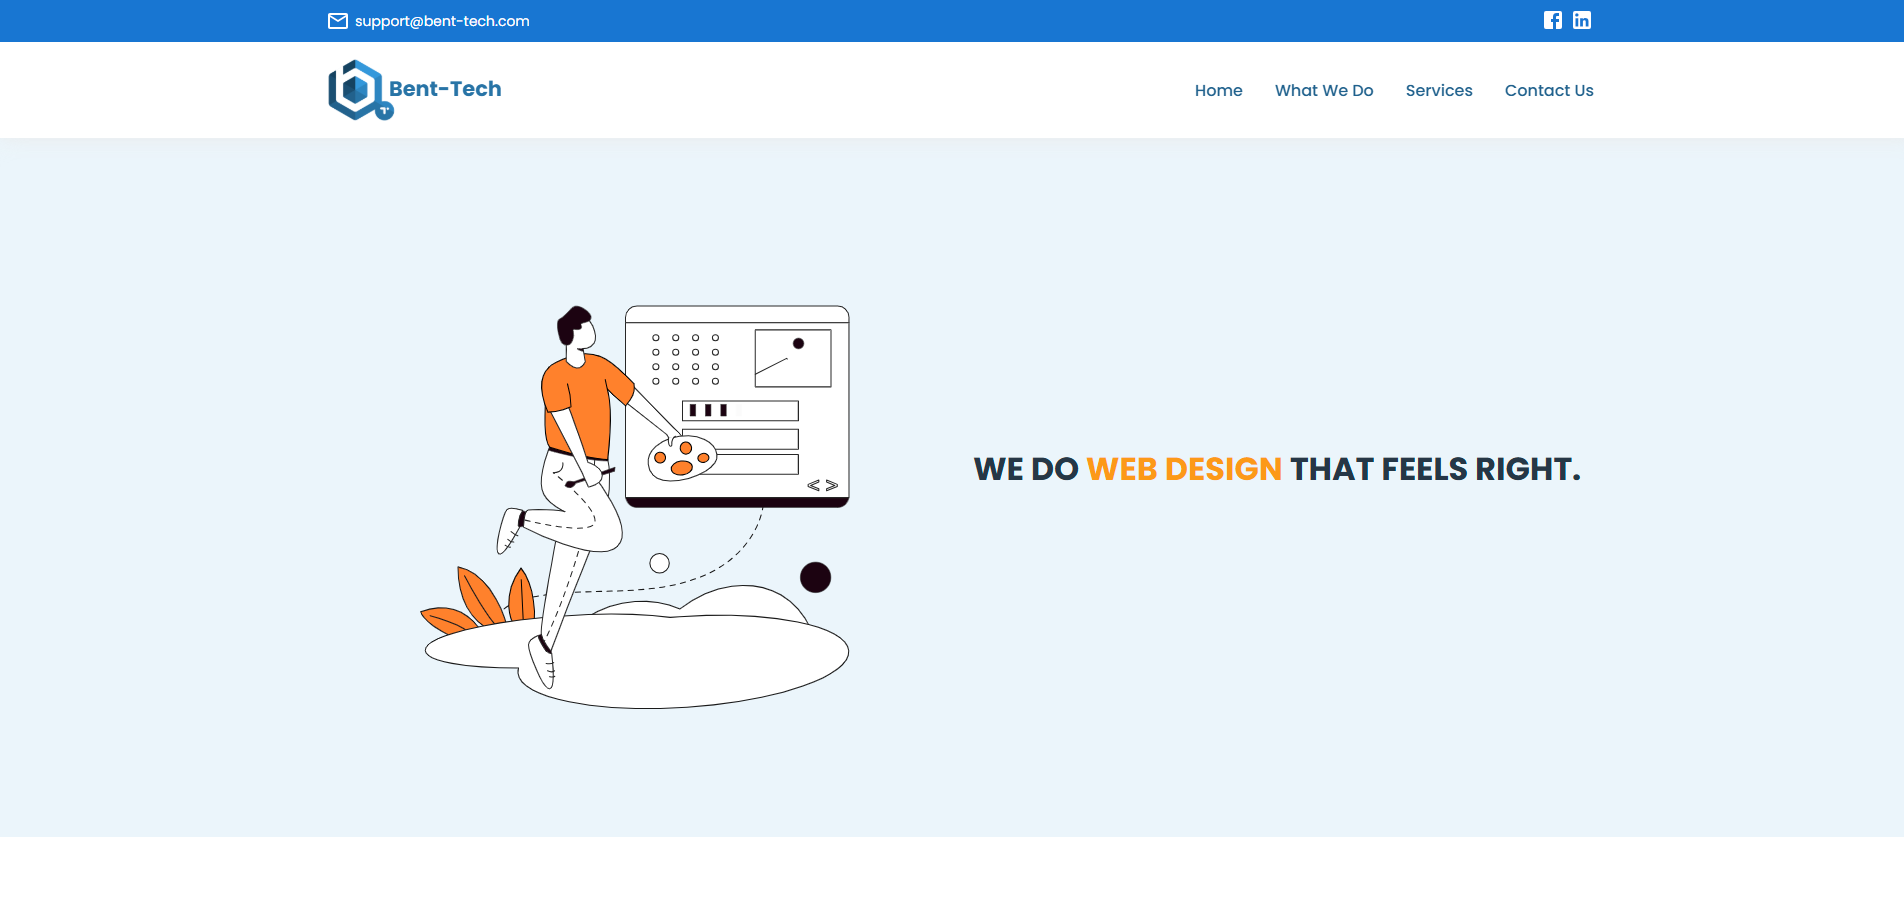 support@bent-tech.com
Bent-Tech
Home
What We Do
Services
Contact Us
WE DO WEB DESIGN THAT FEELS RIGHT.
< >